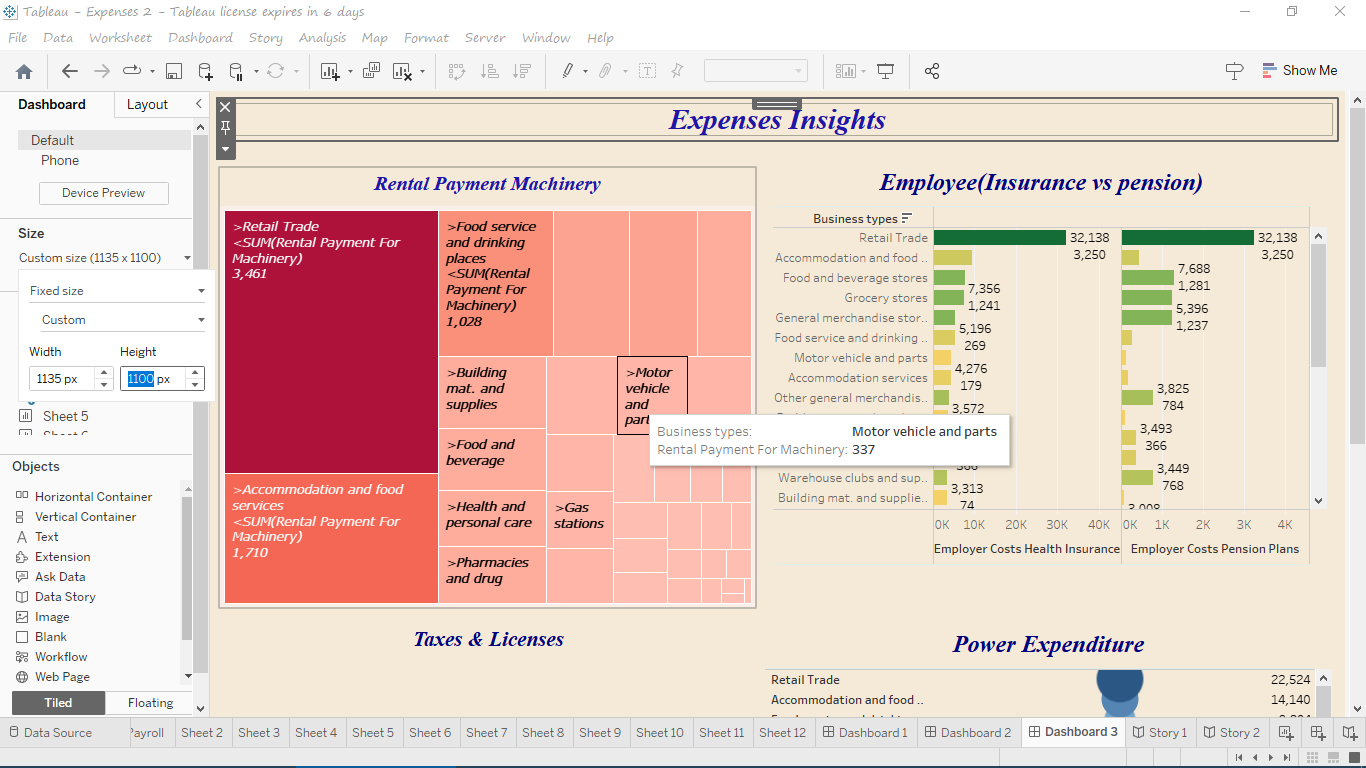 Tableau - Expenses 2 - Tableau license expires in 6 days
File Data Worksheet Dashboard Story Analysis Map Format Server Window Help
Show Me
Dashboard Layout
Default
Phone
Device Preview
Size
Custom size (1135 x 1100)
Fixed size
Custom
Width Height
1135 px 1100 px
Sheet 5
Objects
Horizontal Container
Vertical Container
Text
Extension
Ask Data
Data Story
Image
Blank
Workflow
Web Page
Tiled Floating
Expenses Insights
Rental Payment Machinery
>Retail Trade
<SUM(Rental Payment For
Machinery)
3,461
>Accommodation and food
services
<SUM(Rental Payment For
Machinery)
1,710
>Food service
and drinking
places
<SUM(Rental
Payment For
Machinery)
1,028
>Building
mat. and
supplies
>Food and
beverage
>Health and
personal care
>Pharmacies
and drug
>Gas
stations
>Motor
vehicle
and
Business types: Motor vehicle and parts
Rental Payment For Machinery: 337
Employee(Insurance vs pension)
Business types
Retail Trade 32,138 32,138
Accommodation and food .. 3,250 3,250
Food and beverage stores 7,688
Grocery stores 7,356 1,281
1,241
General merchandise stor.. 5,396
Food service and drinking .. 5,196 1,237
269
Motor vehicle and parts
Accommodation services 4,276
179 3,825
Other general merchandis.. 784
3,572
3,493
366
Warehouse clubs and sup.. 3,449
768
Building mat. and supplie.. 3,313
74
0K 10K 20K 30K 40K 0K 1K 2K 3K 4K
Employer Costs Health Insurance Employer Costs Pension Plans
Taxes & Licenses
Power Expenditure
Retail Trade 22,524
Accommodation and food .. 14,140
Data Source Payroll Sheet 2 Sheet 3 Sheet 4 Sheet 5 Sheet 6 Sheet 7 Sheet 8 Sheet 9 Sheet 10 Sheet 11 Sheet 12 Dashboard 1 Dashboard 2 Dashboard 3 Story 1 Story 2